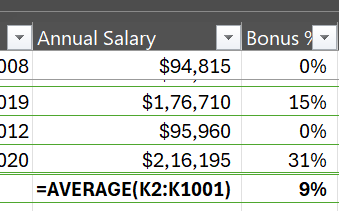 Annual Salary Bonus %
008 $94,815 0%
019 $1,76,710 15%
012 $95,960 0%
020 $2,16,195 31%
=AVERAGE(K2:K1001) 9%